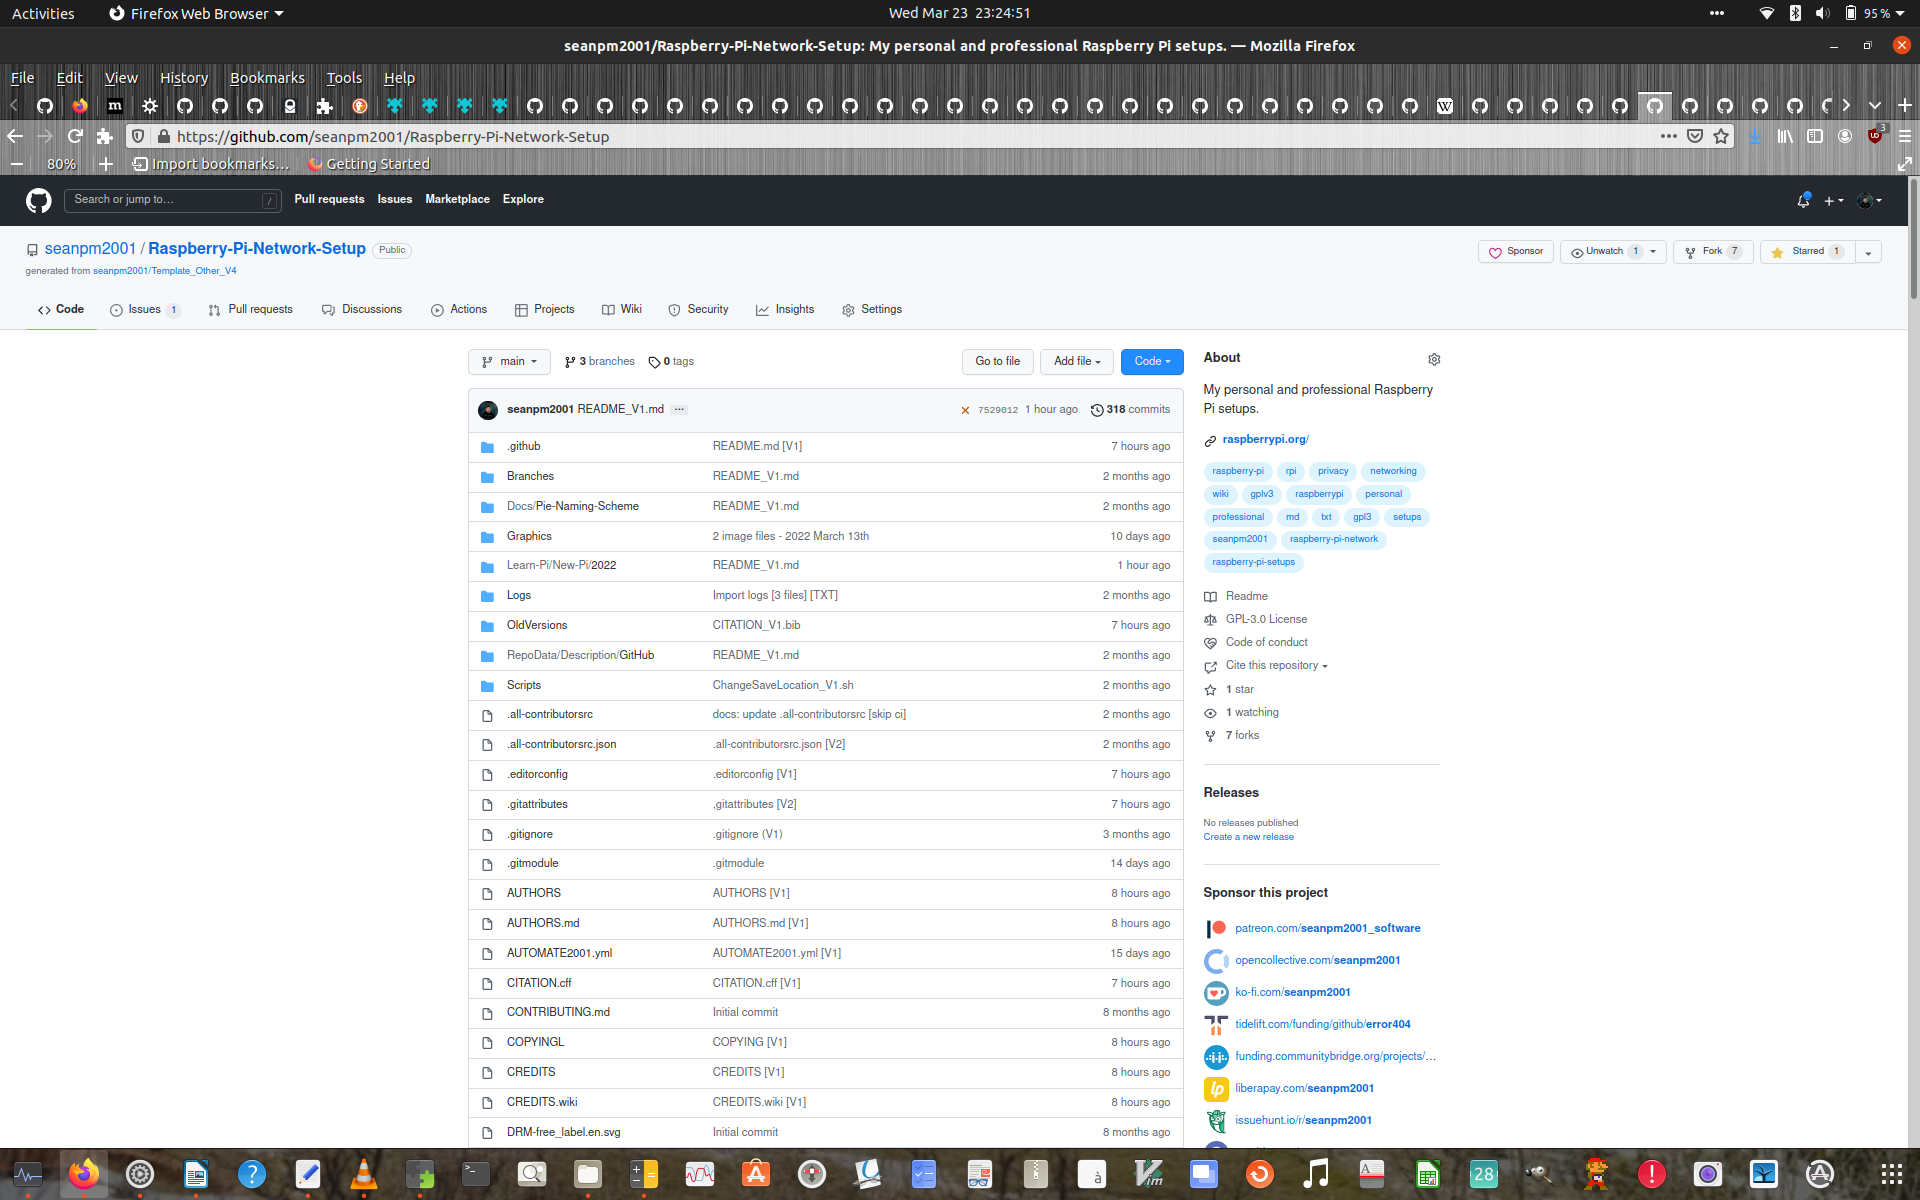 Activities Firefox Web Browser Wed Mar 23 23:24:51 95 %
seanpm2001/Raspberry-Pi-Network-Setup: My personal and professional Raspberry Pi setups. — Mozilla Firefox
File Edit View History Bookmarks Tools Help
https://github.com/seanpm2001/Raspberry-Pi-Network-Setup 3
80% Import bookmarks... Getting Started
Search or jump to... / Pull requests Issues Marketplace Explore
seanpm2001 / Raspberry-Pi-Network-Setup Public Sponsor Unwatch 1 Fork 7 Starred 1
generated from seanpm2001/Template_Other_V4
Code Issues 1 Pull requests Discussions Actions Projects Wiki Security Insights Settings
main 3 branches 0 tags Go to file Add file Code
seanpm2001 README_V1.md ... 7529012 1 hour ago 318 commits
.github README.md [V1] 7 hours ago
Branches README_V1.md 2 months ago
Docs/Pie-Naming-Scheme README_V1.md 2 months ago
Graphics 2 image files - 2022 March 13th 10 days ago
Learn-Pi/New-Pi/2022 README_V1.md 1 hour ago
Logs Import logs [3 files] [TXT] 2 months ago
OldVersions CITATION_V1.bib 7 hours ago
RepoData/Description/GitHub README_V1.md 2 months ago
Scripts ChangeSaveLocation_V1.sh 2 months ago
.all-contributorsrc docs: update .all-contributorsrc [skip ci] 2 months ago
.all-contributorsrc.json .all-contributorsrc.json [V2] 2 months ago
.editorconfig .editorconfig [V1] 7 hours ago
.gitattributes ,gitattributes [V2] 7 hours ago
.gitignore .gitignore (V1) 3 months ago
.gitmodule .gitmodule 14 days ago
AUTHORS AUTHORS [V1] 8 hours ago
AUTHORS.md AUTHORS.md [V1] 8 hours ago
AUTOMATE2001.yml AUTOMATE2001.yml [V1] 15 days ago
CITATION.cff CITATION.cff [V1] 7 hours ago
CONTRIBUTING.md Initial commit 8 months ago
COPYINGL COPYING [V1] 8 hours ago
CREDITS CREDITS [V1] 8 hours ago
CREDITS.wiki CREDITS.wiki [V1] 8 hours ago
DRM-free_label.en.svg Initial commit 8 months ago
About
My personal and professional Raspberry
Pi setups.
raspberrypi.org/
raspberry-pi rpi privacy networking
wiki gplv3 raspberrypi personal
professional md txt gpl3 setups
seanpm2001 raspberry-pi-network
raspberry-pi-setups
Readme
GPL-3.0 License
Code of conduct
Cite this repository
1 star
1 watching
7 forks
Releases
No releases published
Create a new release
Sponsor this project
patreon.com/seanpm2001_software
opencollective.com/seanpm2001
ko-fi.com/seanpm2001
tidelift.com/funding/github/error404
funding.communitybridge.org/projects/...
liberapay.com/seanpm2001
issuehunt.io/r/seanpm2001
28